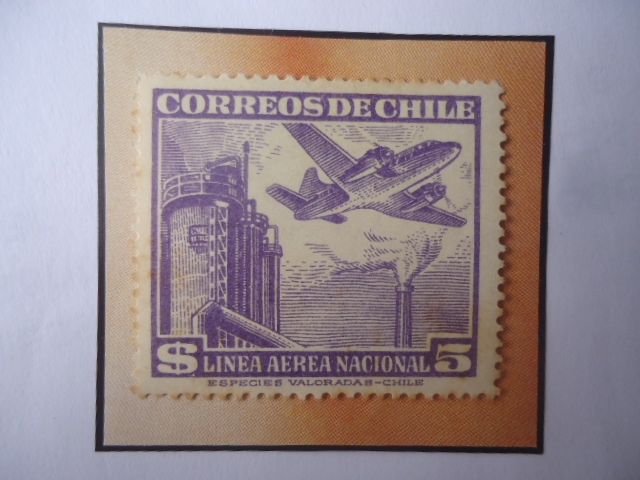 CORREOS DE CHILE
$ LINEA AEREA NACIONAL 5
ESPECIES VALORADAS-CHILE